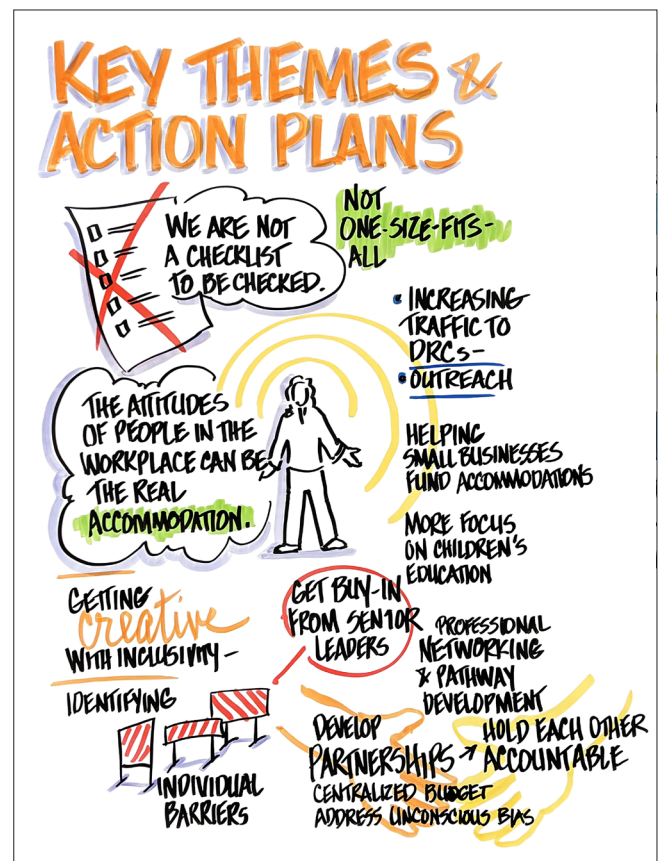 KEY THEMES &
ACTION PLANS
WE ARE NOT
A CHECKLIST
TO BE CHECKED.
NOT
ONE-SIZE-FITS-
ALL
• INCREASING
TRAFFIC TO
DRCs-
• OUTREACH
THE ATTITUDES
OF PEOPLE IN THE
WORKPLACE CAN BE
THE REAL
ACCOMMODATION.
HELPING
SMALL BUSINESSES
FUND ACCOMMODATIONS
MORE FOCUS
ON CHILDREN'S
EDUCATION
GETTING
creative
WITH INCLUSIVITY-
IDENTIFYING
INDIVIDUAL
BARRIERS
GET BUY-IN
FROM SENIOR
LEADERS
PROFESSIONAL
NETWORKING
& PATHWAY
DEVELOPMENT
DEVELOP
PARTNERSHIPS → HOLD EACH OTHER
ACCOUNTABLE
CENTRALIZED BUDGET
ADDRESS UNCONSCIOUS BIAS